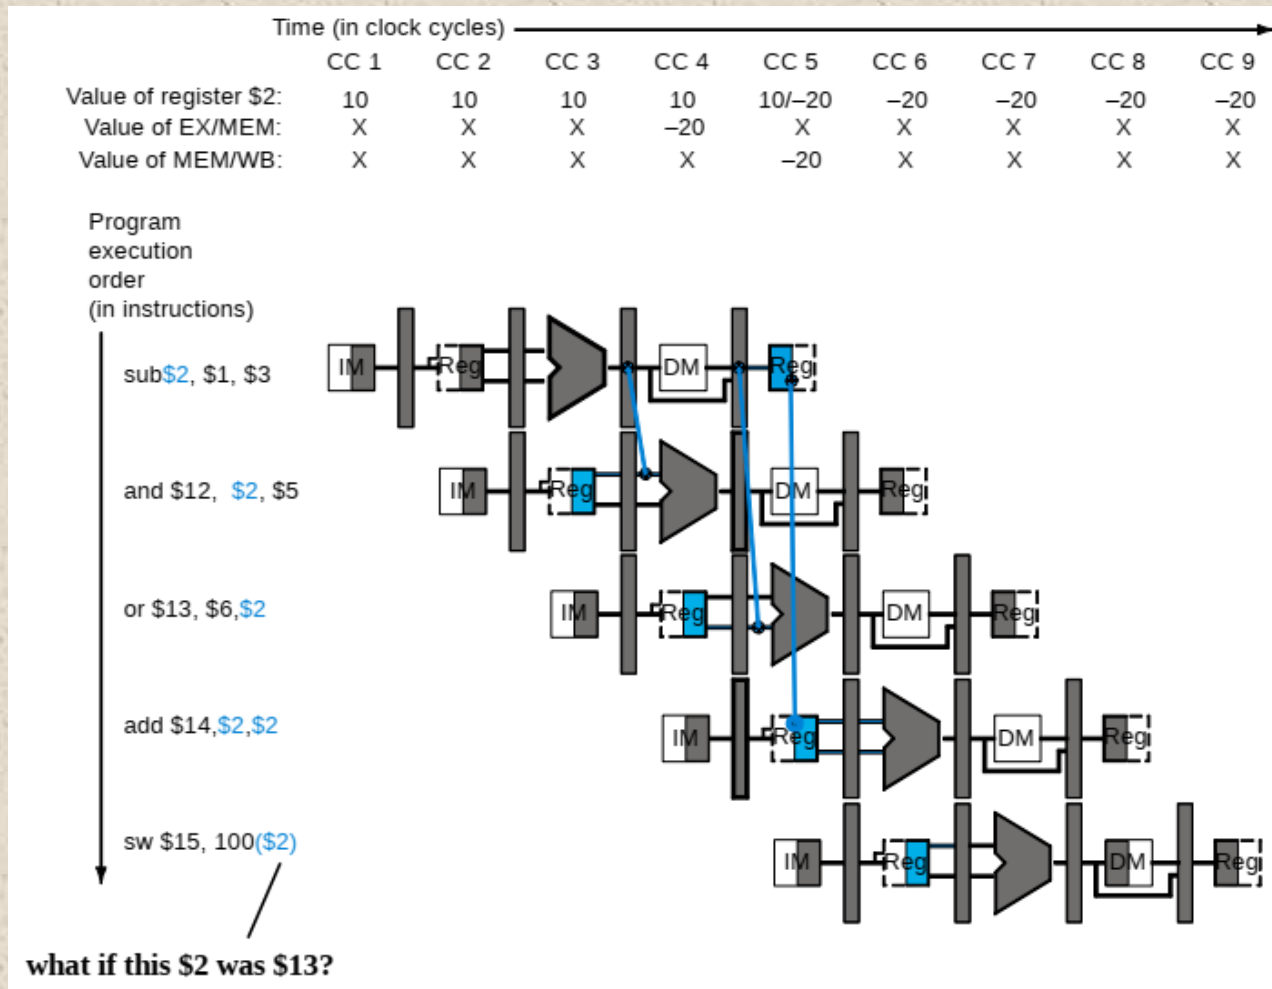 Time (in clock cycles)
CC 1 CC 2 CC 3 CC 4 CC 5 CC 6 CC 7 CC 8 CC 9
Value of register $2: 10 10 10 10 10/–20 –20 –20 –20 –20
Value of EX/MEM: X X X –20 X X X X X
Value of MEM/WB: X X X X –20 X X X X
Program
execution
order
(in instructions)
sub$2, $1, $3
IM Reg DM Reg
and $12, $2, $5
IM Reg DM Reg
or $13, $6,$2
IM Reg DM Reg
add $14,$2,$2
IM Reg DM Reg
sw $15, 100($2)
IM Reg DM Reg
what if this $2 was $13?